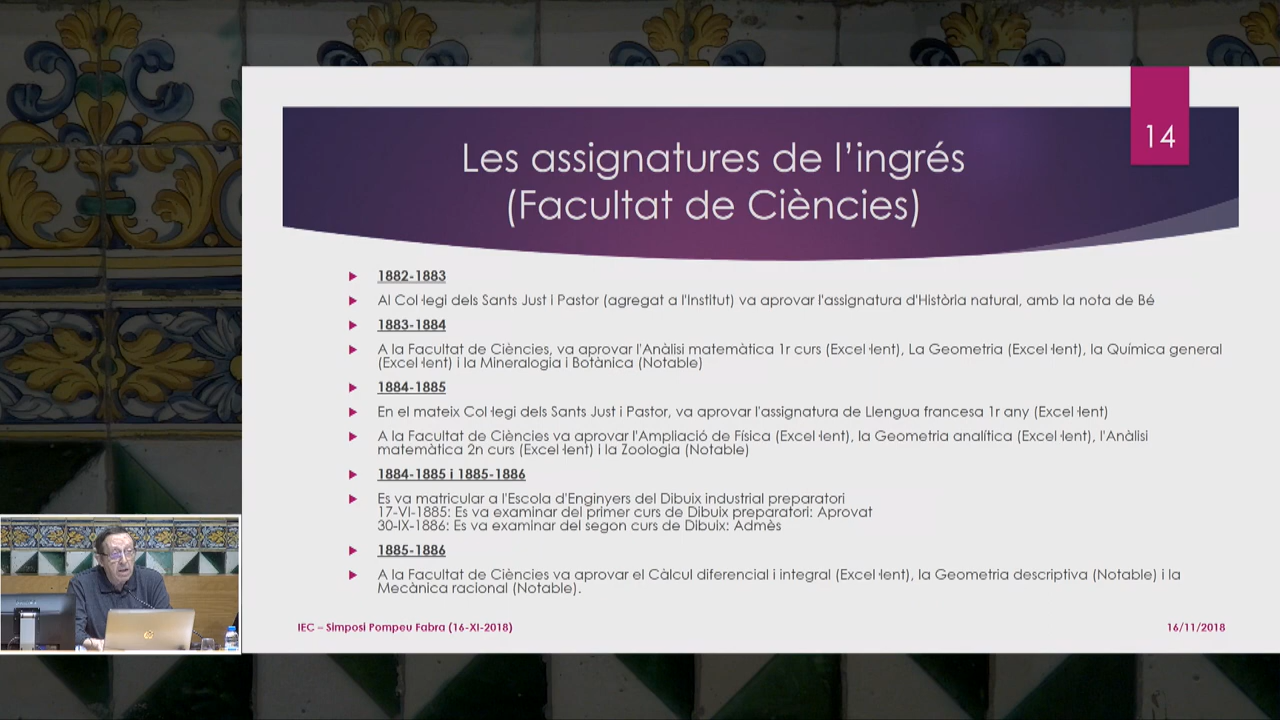 14
Les assignatures de l’ingrés
(Facultat de Ciències)
1882-1883
Al Col·legi dels Sants Just i Pastor (agregat a l'Institut) va aprovar l'assignatura d'Història natural, amb la nota de Bé
1883-1884
A la Facultat de Ciències, va aprovar l'Anàlisi matemàtica 1r curs (Excel·lent), La Geometria (Excel·lent), la Química general
(Excel·lent) i la Mineralogia i Botànica (Notable)
1884-1885
En el mateix Col·legi dels Sants Just i Pastor, va aprovar l'assignatura de Llengua francesa 1r any (Excel·lent)
A la Facultat de Ciències va aprovar l'Ampliació de Física (Excel·lent), la Geometria analítica (Excel·lent), l'Anàlisi
matemàtica 2n curs (Excel·lent) i la Zoologia (Notable)
1884-1885 i 1885-1886
Es va matricular a l'Escola d'Enginyers del Dibuix industrial preparatori
17-VI-1885: Es va examinar del primer curs de Dibuix preparatori: Aprovat
30-IX-1886: Es va examinar del segon curs de Dibuix: Admès
1885-1886
A la Facultat de Ciències va aprovar el Càlcul diferencial i integral (Excel·lent), la Geometria descriptiva (Notable) i la
Mecànica racional (Notable).
IEC – Simposi Pompeu Fabra (16-XI-2018)
16/11/2018